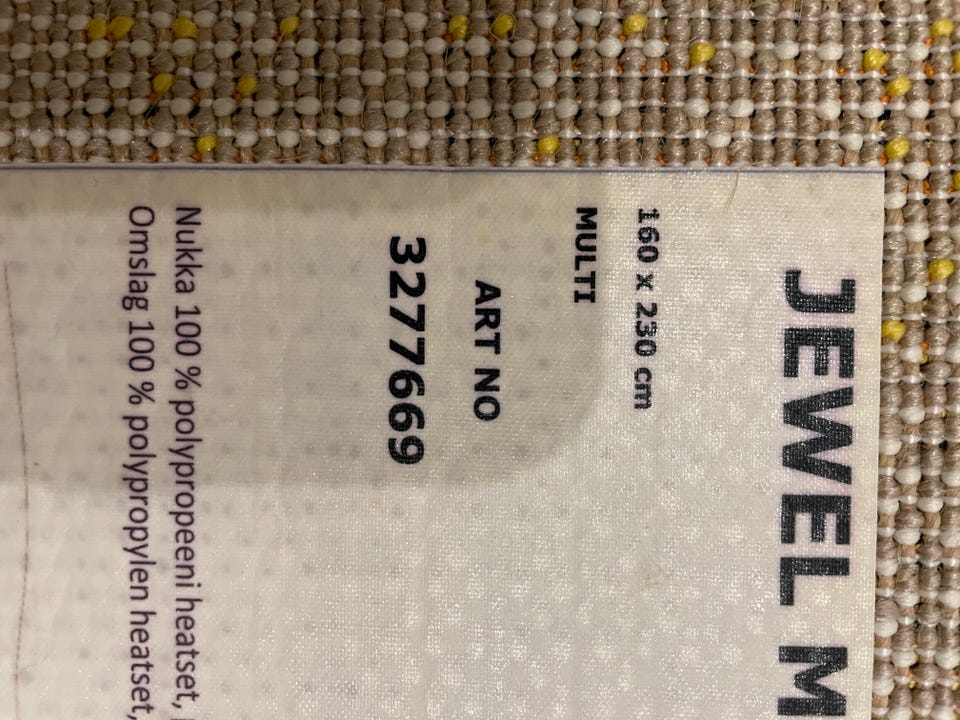 JEWEL M
160 x 230 cm
MULTI
ART NO
3277669
Nukka 100 % polypropeeni heatset,
Omslag 100 % polypropylen heatset,